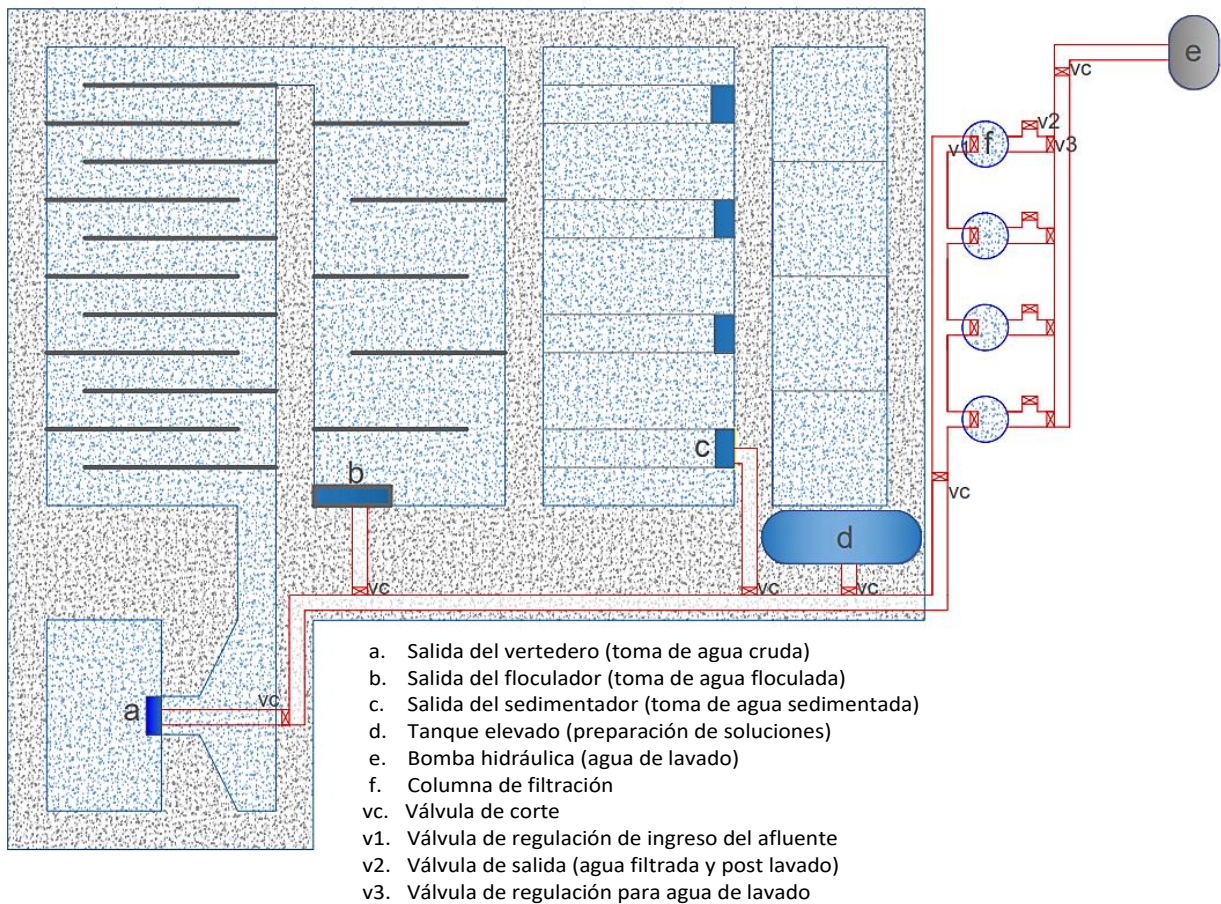 e
vc
v2
f
v1
v3
c
b
vc
d
vc
vc
vc
vc
a
a. Salida del vertedero (toma de agua cruda)
b. Salida del floculador (toma de agua floculada)
c. Salida del sedimentador (toma de agua sedimentada)
d. Tanque elevado (preparación de soluciones)
e. Bomba hidráulica (agua de lavado)
f. Columna de filtración
vc. Válvula de corte
v1. Válvula de regulación de ingreso del afluente
v2. Válvula de salida (agua filtrada y post lavado)
v3. Válvula de regulación para agua de lavado